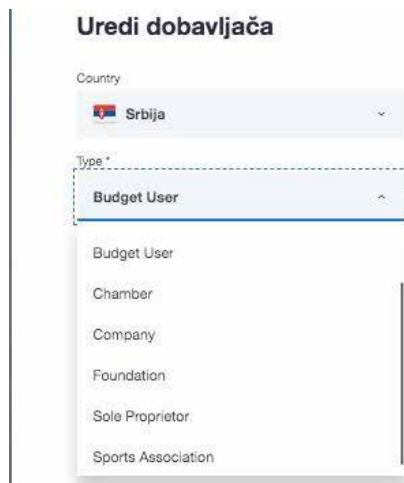 Uredi dobavljača
Country
Srbija
Type *
Budget User
Budget User
Chamber
Company
Foundation
Sole Proprietor
Sports Association